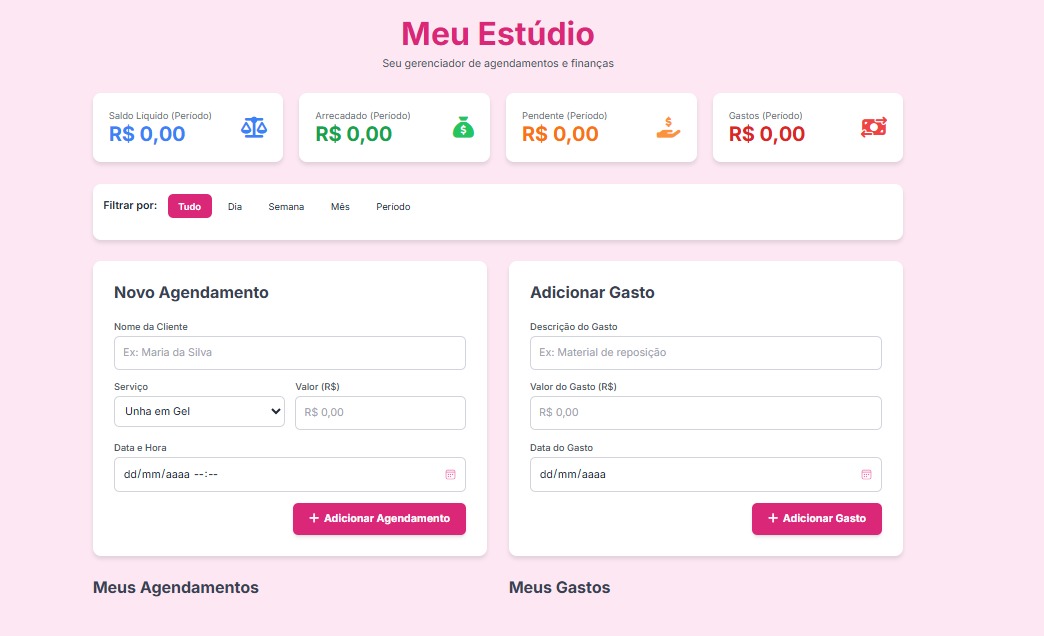 Meu Estúdio
Seu gerenciador de agendamentos e finanças
Saldo Líquido (Período)
R$ 0,00
Arrecadado (Período)
R$ 0,00
$
Pendente (Período)
R$ 0,00
$
Gastos (Período)
R$ 0,00
Filtrar por: Tudo Dia Semana Mês Período
Novo Agendamento
Nome da Cliente
Ex: Maria da Silva
Serviço
Unha em Gel
Valor (R$)
R$ 0,00
Data e Hora
dd/mm/aaaa --:--
+ Adicionar Agendamento
Adicionar Gasto
Descrição do Gasto
Ex: Material de reposição
Valor do Gasto (R$)
R$ 0,00
Data do Gasto
dd/mm/aaaa
+ Adicionar Gasto
Meus Agendamentos
Meus Gastos